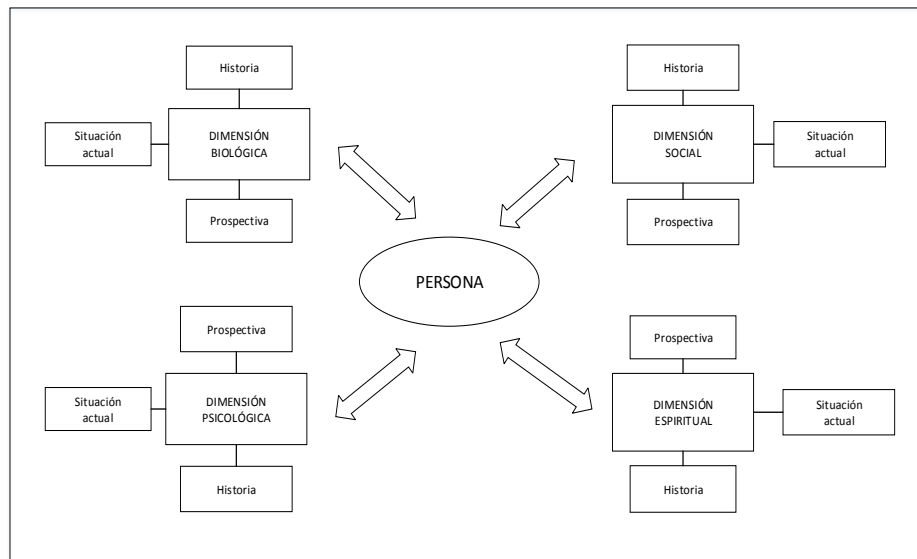 Historia
Situación
actual
DIMENSIÓN
BIOLÓGICA
Prospectiva
Historia
DIMENSIÓN
SOCIAL
Situación
actual
Prospectiva
PERSONA
Prospectiva
Situación
actual
DIMENSIÓN
PSICOLÓGICA
Historia
Prospectiva
DIMENSIÓN
ESPIRITUAL
Situación
actual
Historia